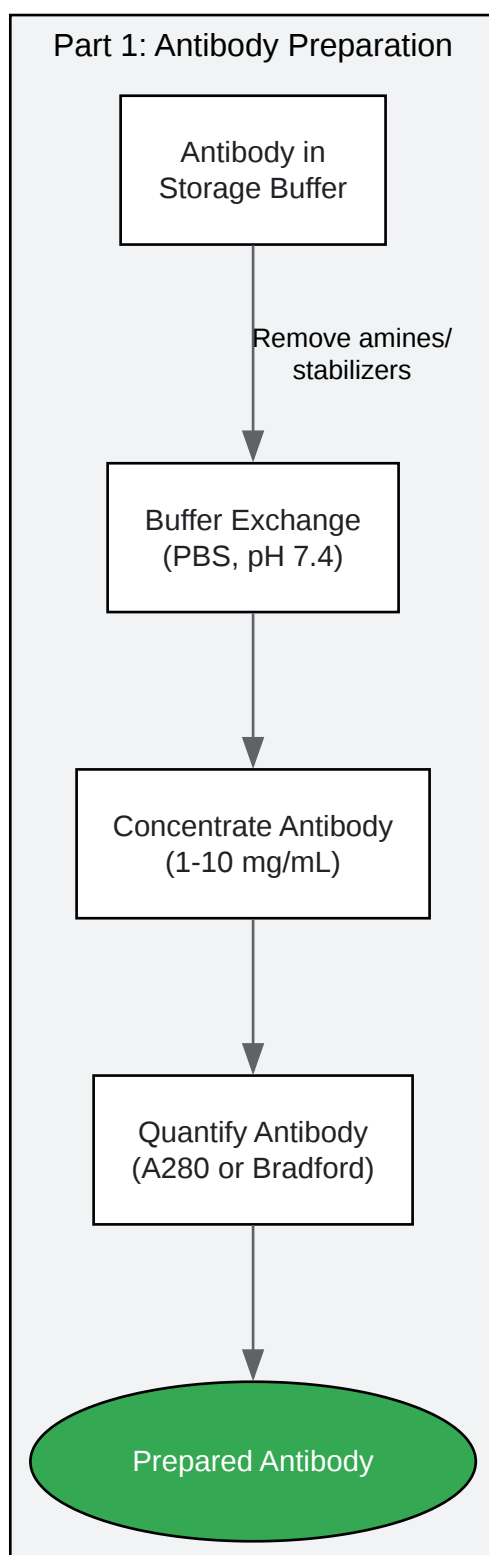 Part 1: Antibody Preparation
Antibody in
Storage Buffer
Remove amines/
stabilizers
Buffer Exchange
(PBS, pH 7.4)
Concentrate Antibody
(1-10 mg/mL)
Quantify Antibody
(A280 or Bradford)
Prepared Antibody